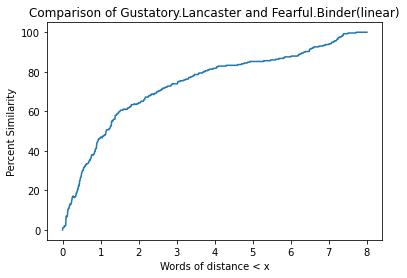 Comparison of Gustatory.Lancaster and Fearful.Binder(linear)
100
80
60
40
20
0
Percent Similarity
0 1 2 3 4 5 6 7 8
Words of distance < x